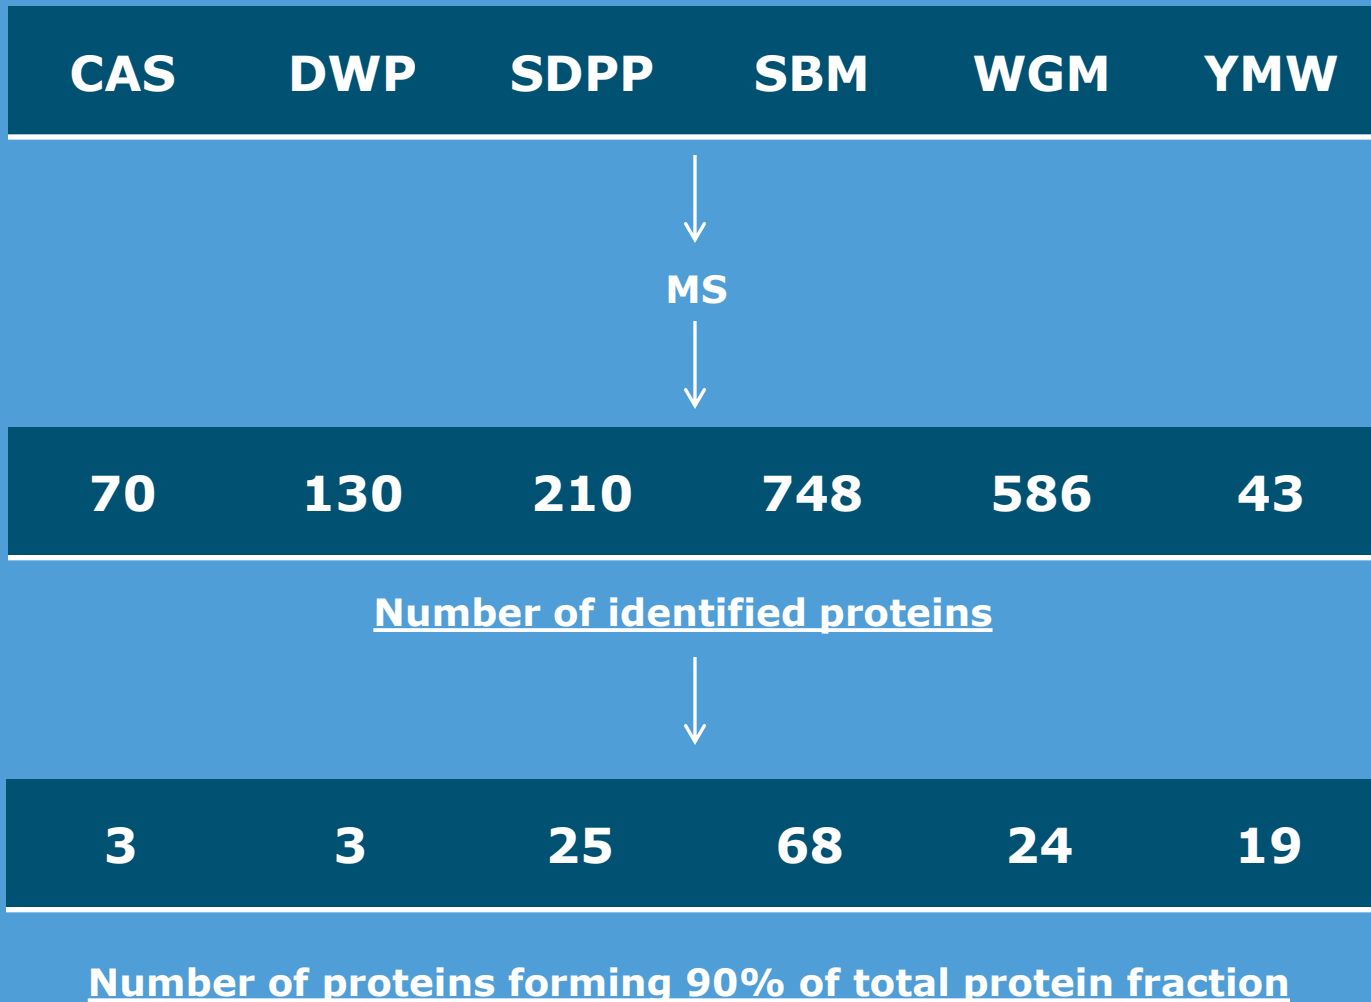 CAS DWP SDPP SBM WGM YMW
MS
70 130 210 748 586 43
Number of identified proteins
3 3 25 68 24 19
Number of proteins forming 90% of total protein fraction